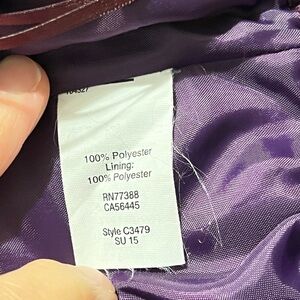 100% Polyester
Lining:
100% Polyester
RN77388
CA56445
Style C3479
SU 15